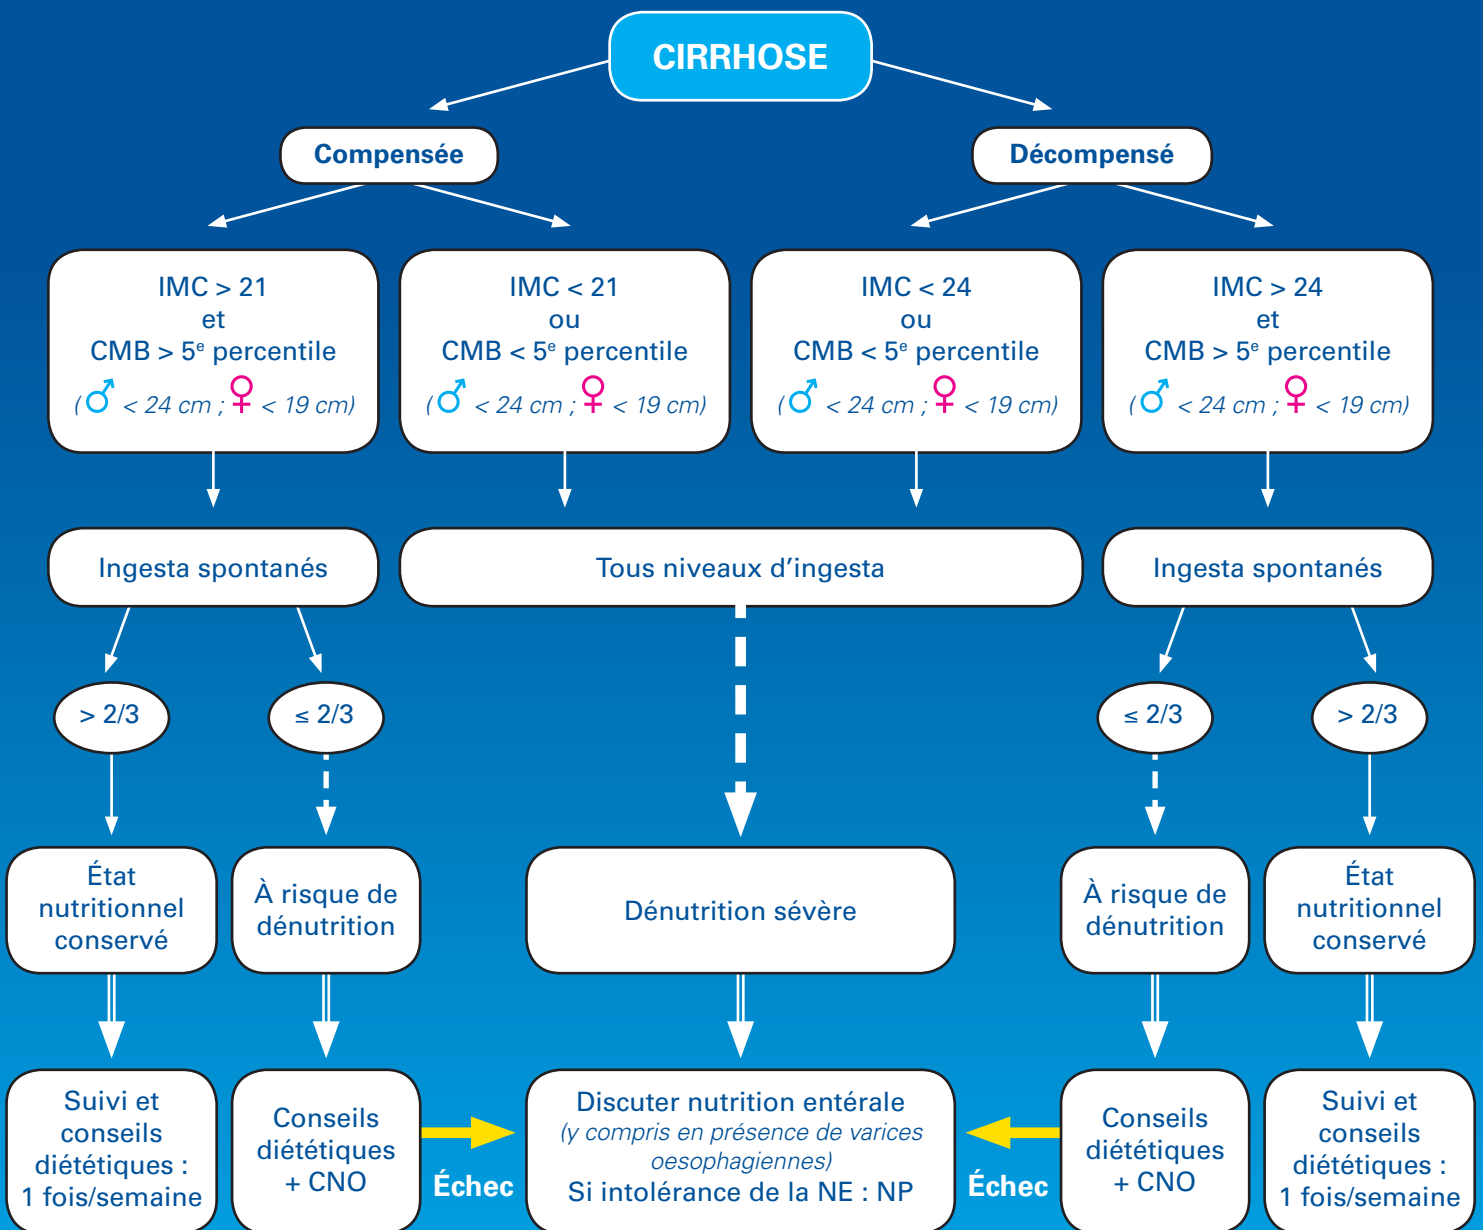 CIRRHOSE
Compensée
Décompensé
IMC > 21
et
CMB > 5e percentile
(♂ < 24 cm ; ♀ < 19 cm)
IMC < 21
ou
CMB < 5e percentile
(♂ < 24 cm ; ♀ < 19 cm)
IMC < 24
ou
CMB < 5e percentile
(♂ < 24 cm ; ♀ < 19 cm)
IMC > 24
et
CMB > 5e percentile
(♂ < 24 cm ; ♀ < 19 cm)
Ingesta spontanés
Tous niveaux d’ingesta
Ingesta spontanés
> 2/3
≤ 2/3
≤ 2/3
> 2/3
État
nutritionnel
conservé
À risque de
dénutrition
Dénutrition sévère
À risque de
dénutrition
État
nutritionnel
conservé
Suivi et
conseils
diététiques :
1 fois/semaine
Conseils
diététiques
+ CNO
Échec
Discuter nutrition entérale
(y compris en présence de varices
oesophagiennes)
Si intolérance de la NE : NP
Échec
Conseils
diététiques
+ CNO
Suivi et
conseils
diététiques :
1 fois/semaine